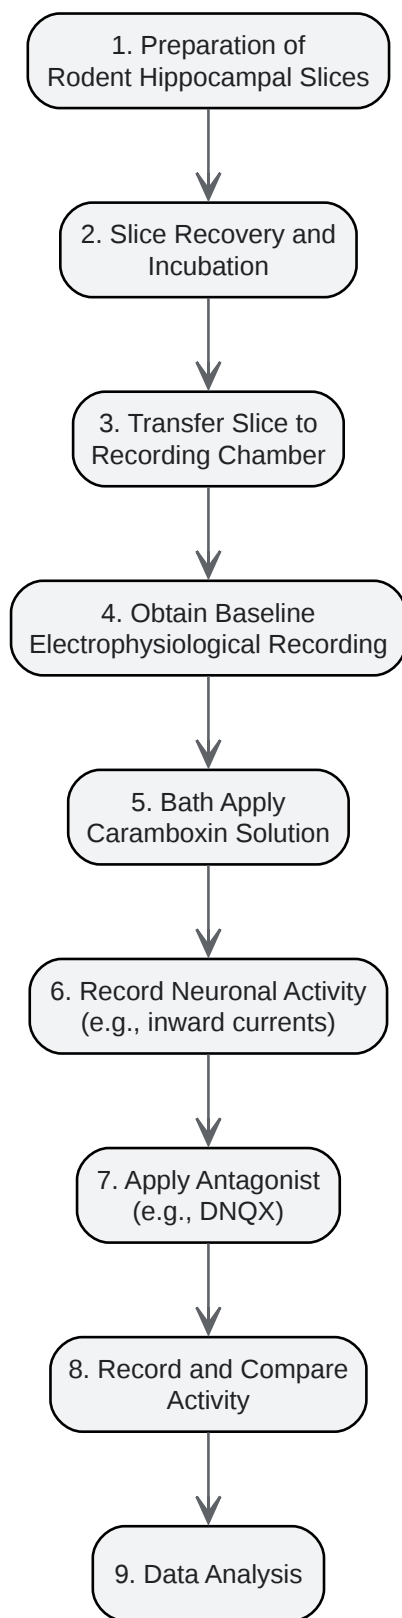 1. Preparation of
Rodent Hippocampal Slices
2. Slice Recovery and
Incubation
3. Transfer Slice to
Recording Chamber
4. Obtain Baseline
Electrophysiological Recording
5. Bath Apply
Caramboxin Solution
6. Record Neuronal Activity
(e.g., inward currents)
7. Apply Antagonist
(e.g., DNQX)
8. Record and Compare
Activity
9. Data Analysis